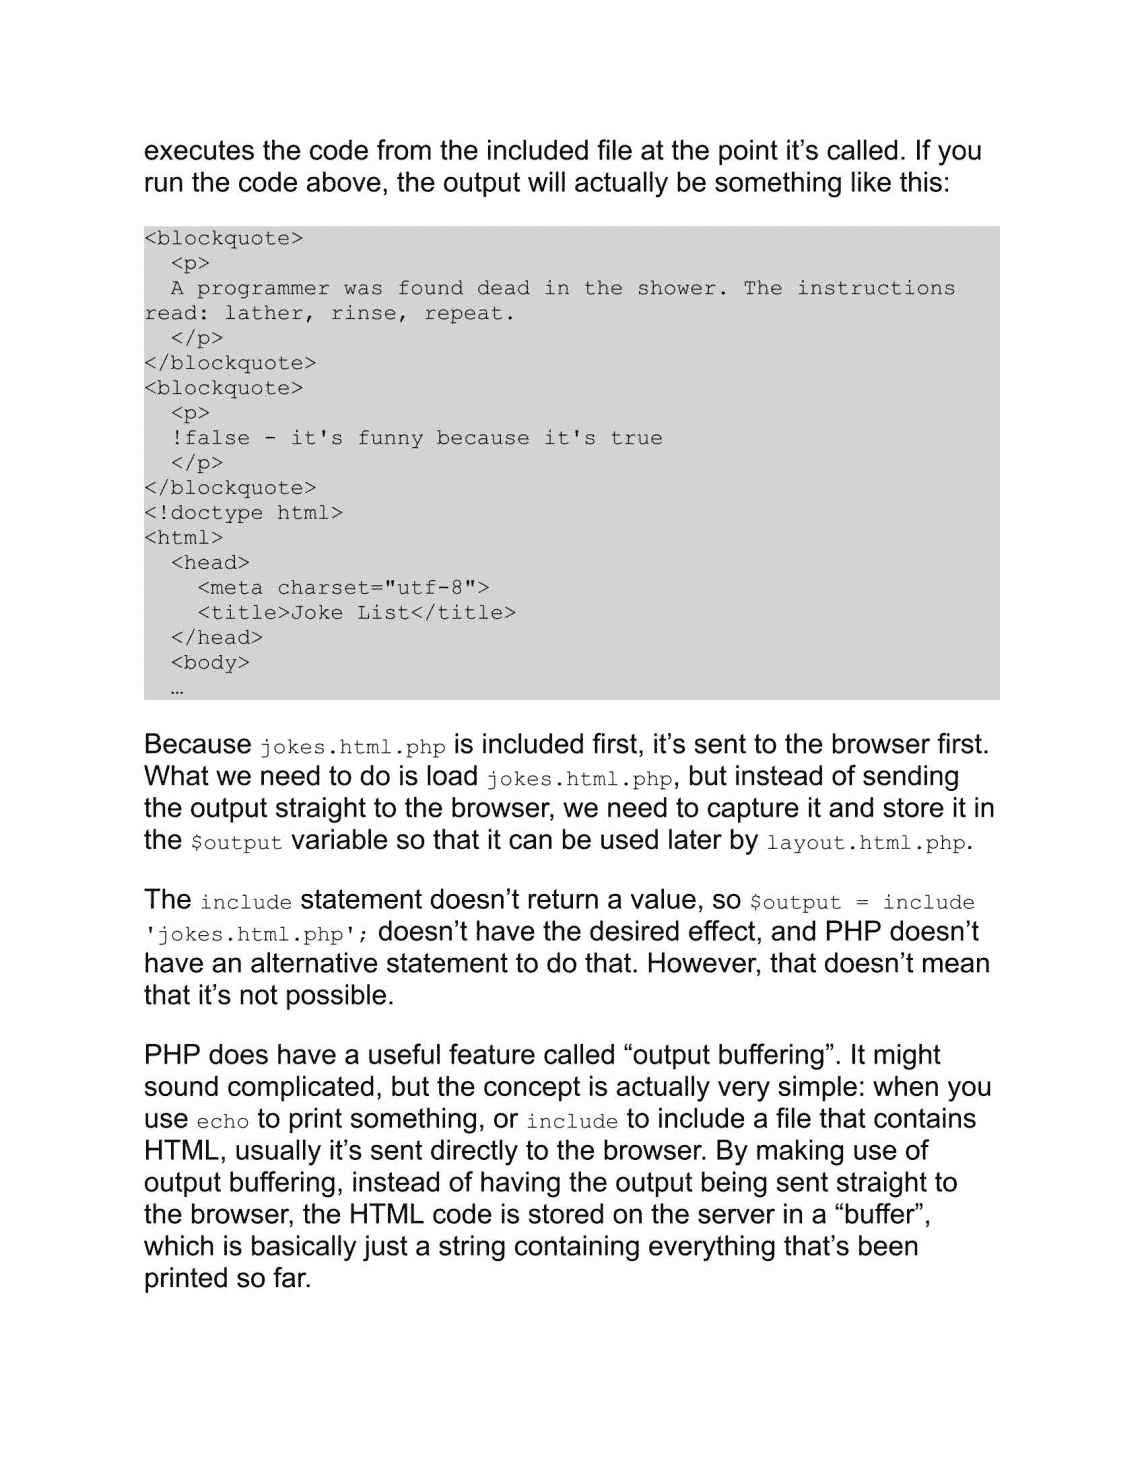 executes the code from the included file at the point it’s called. If you
run the code above, the output will actually be something like this:
<blockquote>
  <p>
  A programmer was found dead in the shower. The instructions
read: lather, rinse, repeat.
  </p>
</blockquote>
<blockquote>
  <p>
  !false - it's funny because it's true
  </p>
</blockquote>
<!doctype html>
<html>
  <head>
    <meta charset="utf-8">
    <title>Joke List</title>
  </head>
  <body>
  …
Because jokes.html.php is included first, it’s sent to the browser first.
What we need to do is load jokes.html.php, but instead of sending
the output straight to the browser, we need to capture it and store it in
the $output variable so that it can be used later by layout.html.php.
The include statement doesn’t return a value, so $output = include
'jokes.html.php'; doesn’t have the desired effect, and PHP doesn’t
have an alternative statement to do that. However, that doesn’t mean
that it’s not possible.
PHP does have a useful feature called “output buffering”. It might
sound complicated, but the concept is actually very simple: when you
use echo to print something, or include to include a file that contains
HTML, usually it’s sent directly to the browser. By making use of
output buffering, instead of having the output being sent straight to
the browser, the HTML code is stored on the server in a “buffer”,
which is basically just a string containing everything that’s been
printed so far.